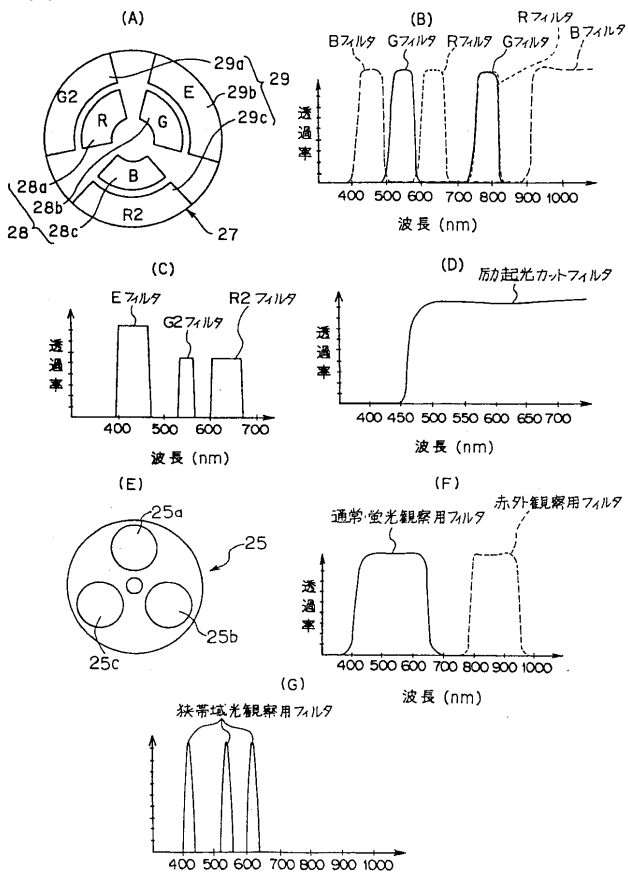 (A)
29a
29
G2
E
29b
R
G
29c
B
28a
28b
28
28c
R2
27
(B)
Bフィルタ
Gフィルタ
Rフィルタ
Gフィルタ
Rフィルタ
Bフィルタ
透過率
400 500 600 700 800 900 1000
波長 (nm)
(C)
Eフィルタ
G2フィルタ
R2フィルタ
透過率
400 500 600 700
波長 (nm)
(D)
励起光カットフィルタ
透過率
400 450 500 550 600 650 700
波長 (nm)
(E)
25a
25
25b
25c
(F)
通常・蛍光観察用フィルタ
赤外観察用フィルタ
透過率
400 500 600 700 800 900 1000
波長 (nm)
(G)
狭帯域光観察用フィルタ
400 500 600 700 800 900 1000